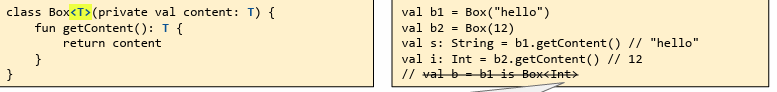 class Box<T>(private val content: T) {
    fun getContent(): T {
        return content
    }
}
val b1 = Box("hello")
val b2 = Box(12)
val s: String = b1.getContent() // "hello"
val i: Int = b2.getContent() // 12
// val b = b1 is Box<Int>